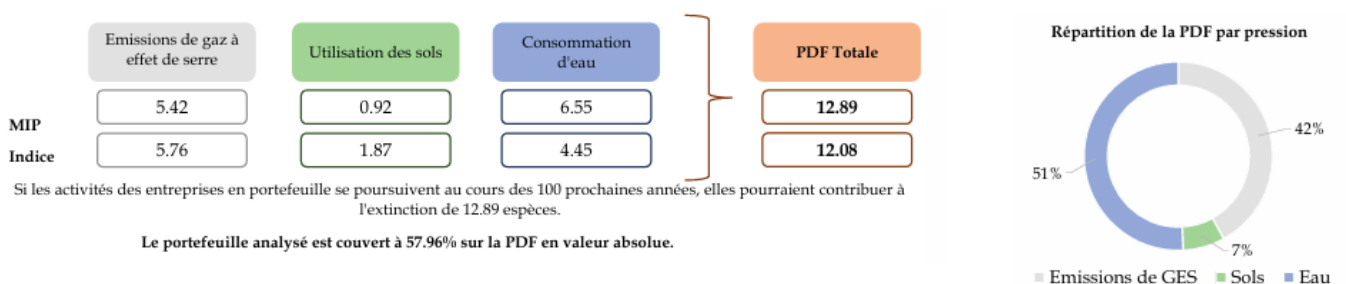 Emissions de gaz à
effet de serre
Utilisation des sols
Consommation
d'eau
PDF Totale
MIP
5.42
0.92
6.55
12.89
Indice
5.76
1.87
4.45
12.08
Si les activités des entreprises en portefeuille se poursuivent au cours des 100 prochaines années, elles pourraient contribuer à
l'extinction de 12.89 espèces.
Le portefeuille analysé est couvert à 57.96% sur la PDF en valeur absolue.
Répartition de la PDF par pression
42%
51%
7%
Emissions de GES
Sols
Eau